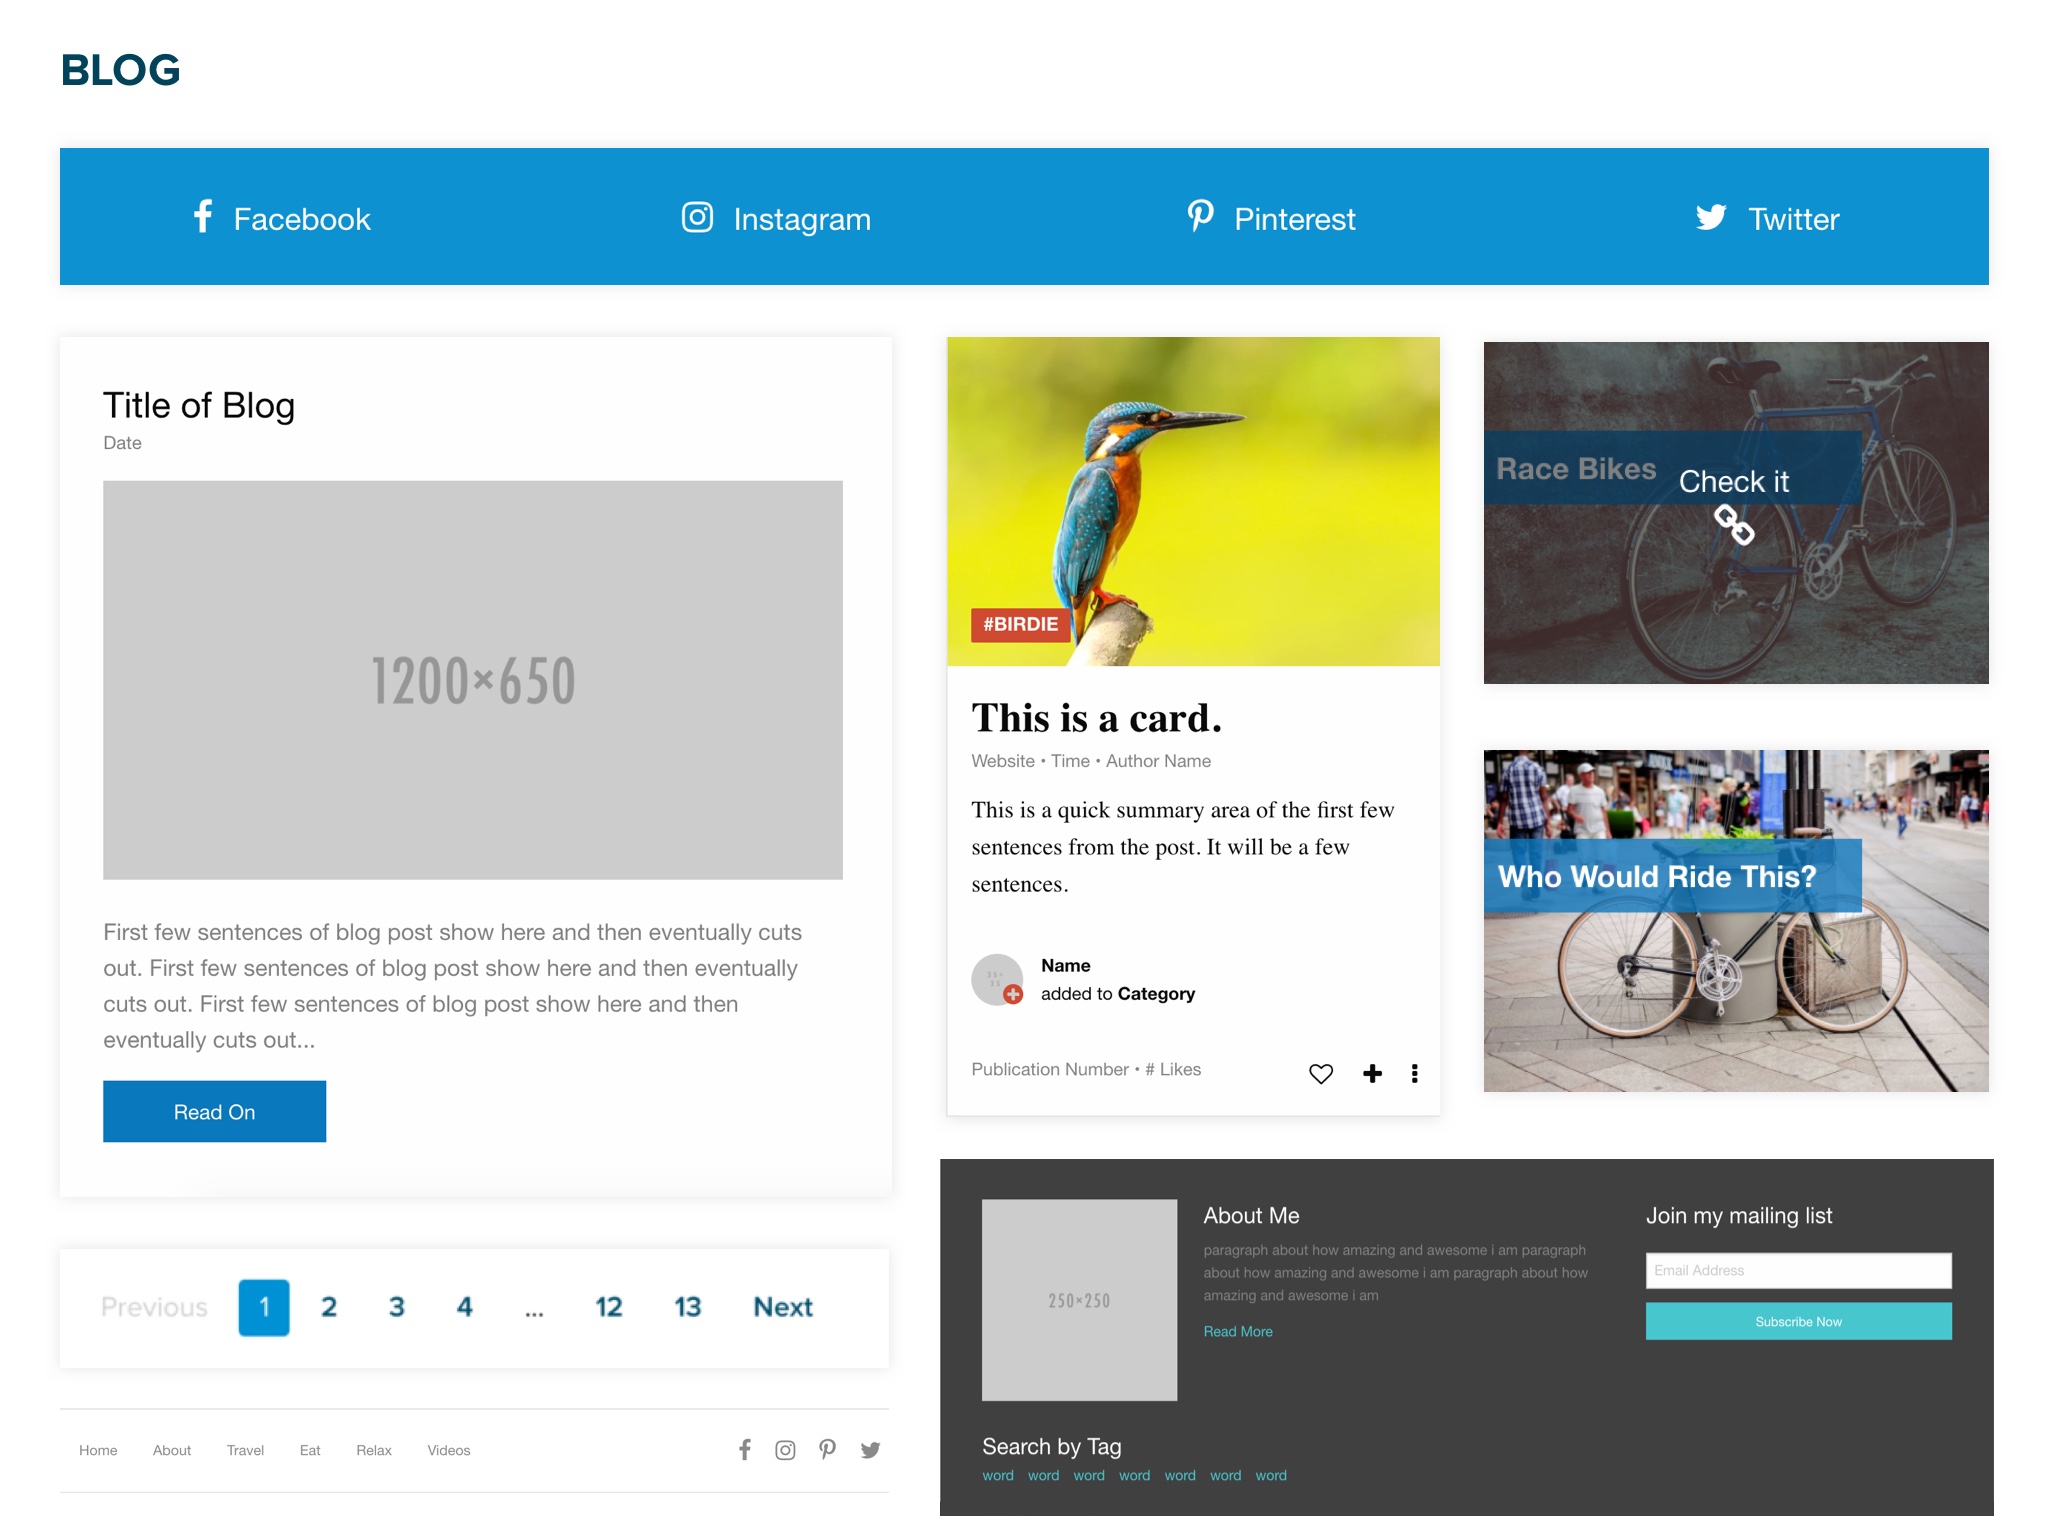 BLOG
Facebook
Instagram
Pinterest
Twitter
Title of Blog
Date
1200×650
First few sentences of blog post show here and then eventually cuts
out. First few sentences of blog post show here and then eventually
cuts out. First few sentences of blog post show here and then
eventually cuts out...
Read On
Previous 1 2 3 4 ... 12 13 Next
Home About Travel Eat Relax Videos
#BIRDIE
This is a card.
Website • Time • Author Name
This is a quick summary area of the first few
sentences from the post. It will be a few
sentences.
35×
35
Name
added to Category
Publication Number • # Likes
Race Bikes
Check it
Who Would Ride This?
250×250
About Me
paragraph about how amazing and awesome i am paragraph
about how amazing and awesome i am paragraph about how
amazing and awesome i am
Read More
Join my mailing list
Email Address
Subscribe Now
Search by Tag
word word word word word word word